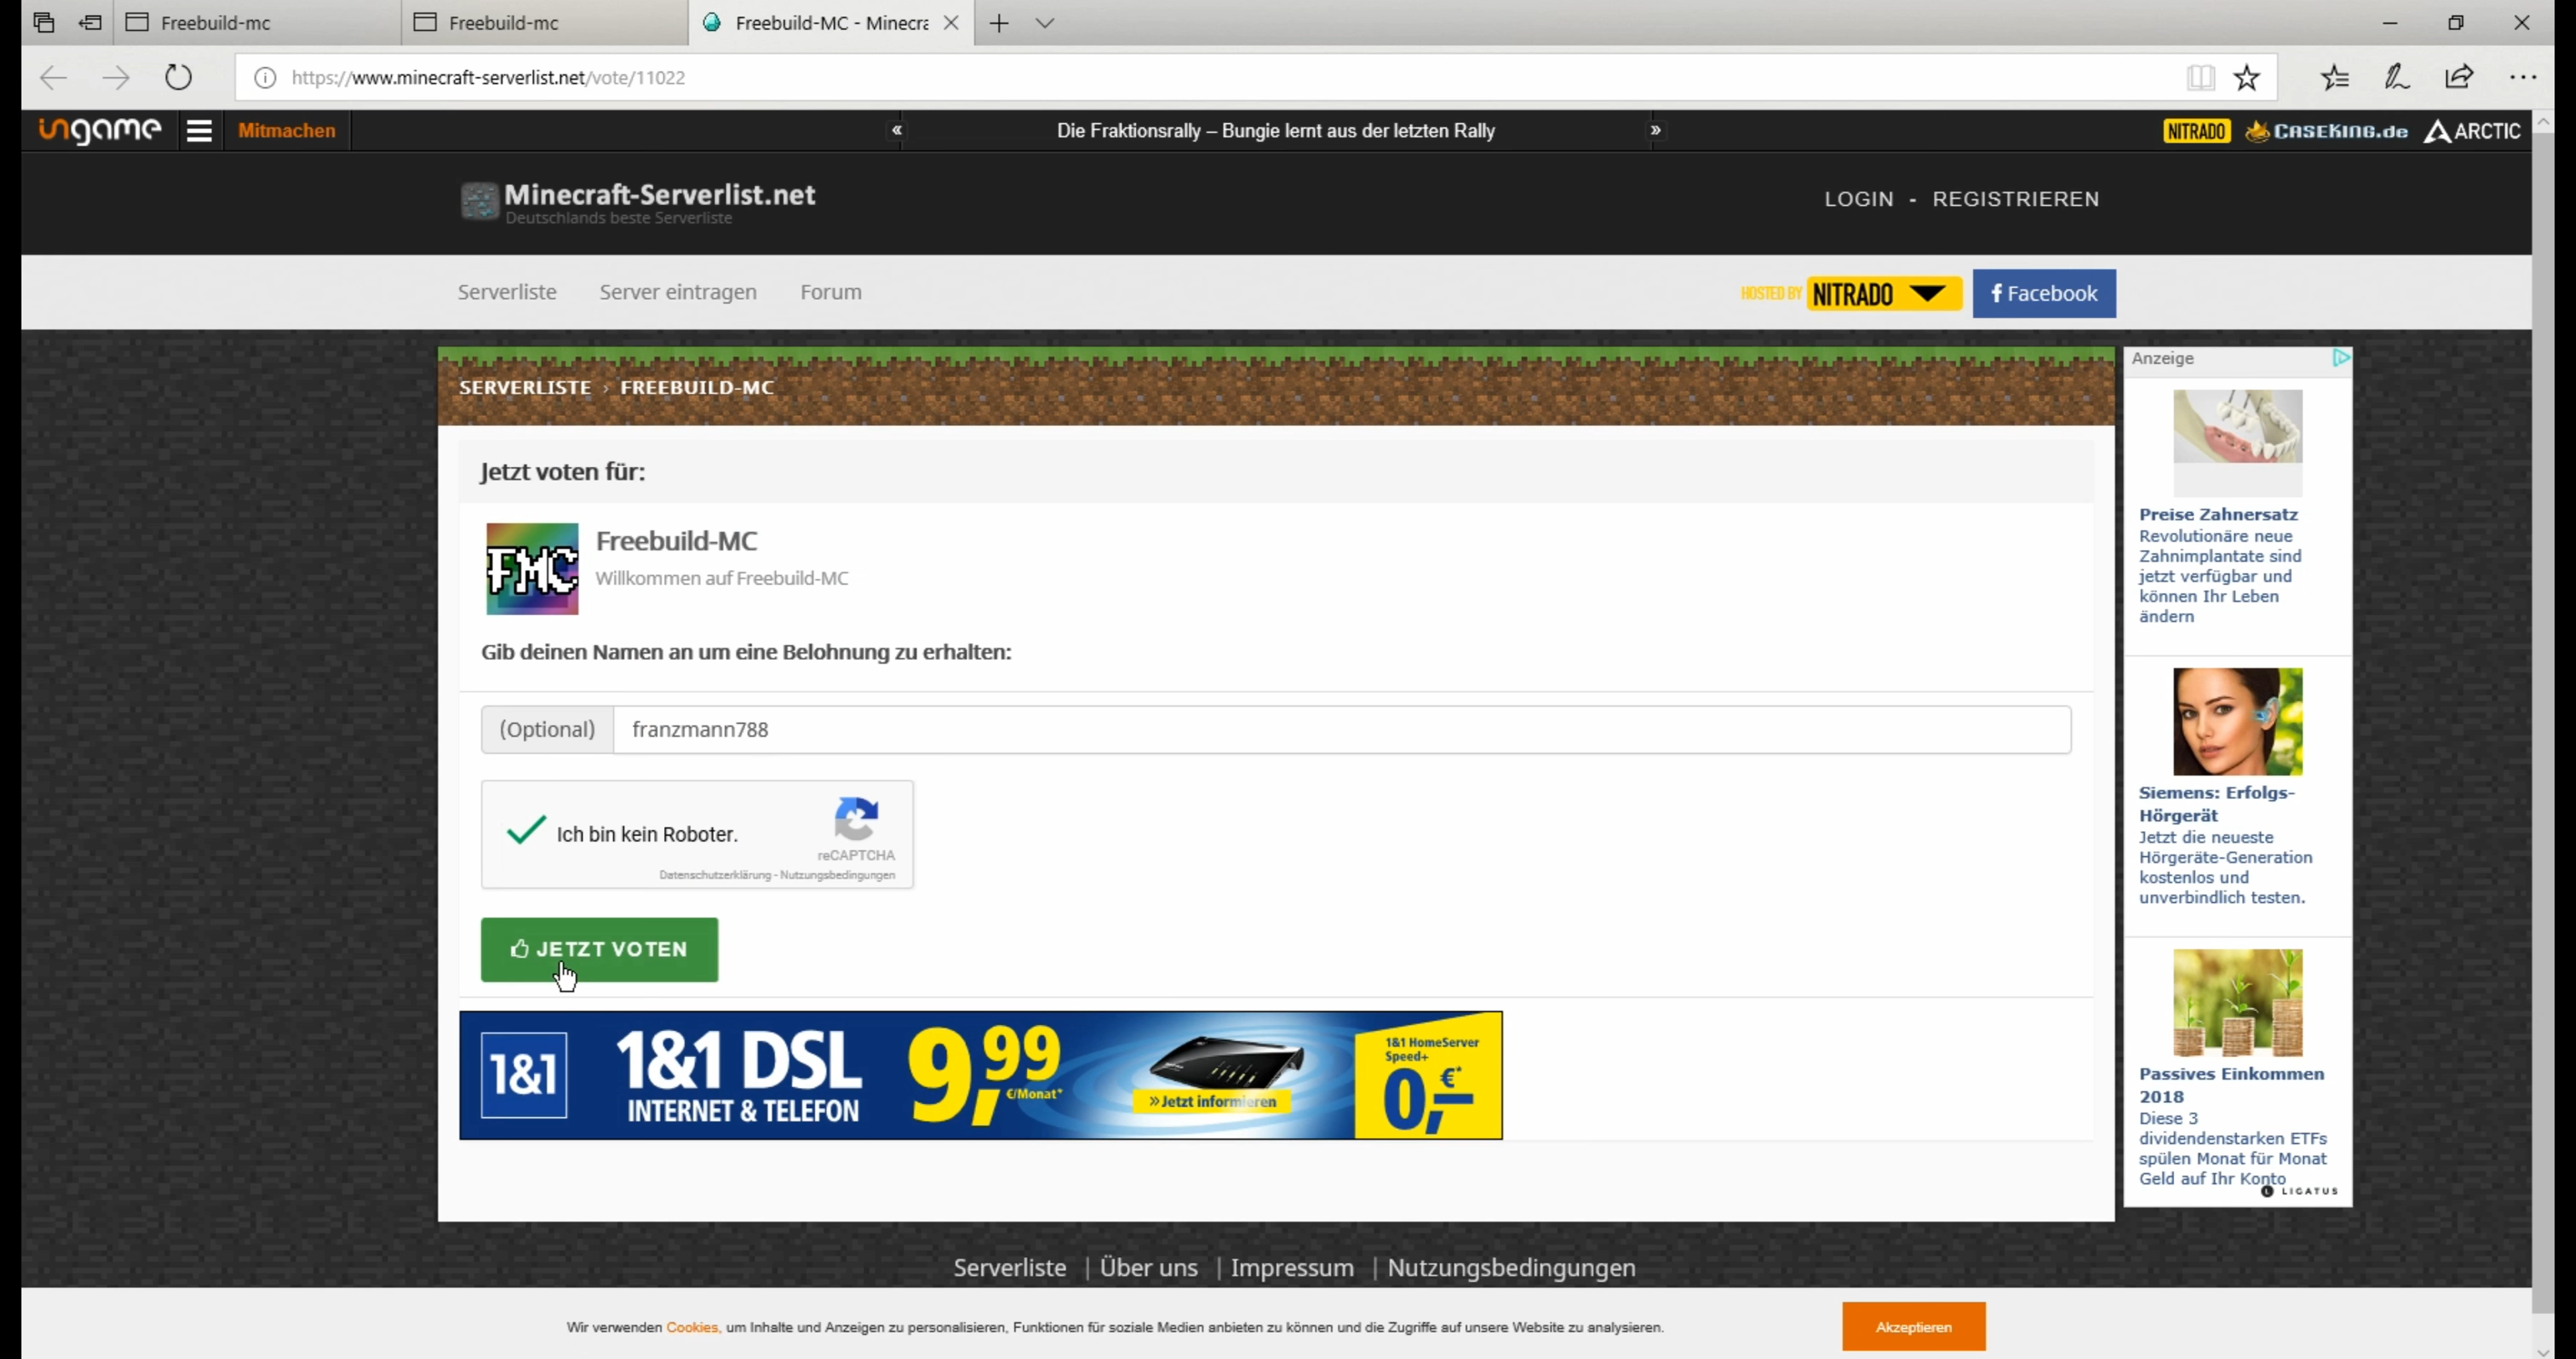 Freebuild-mc
Freebuild-mc
Freebuild-MC - Minecra
https://www.minecraft-serverlist.net/vote/11022
ingame
Mitmachen
«
Die Fraktionsrally – Bungie lernt aus der letzten Rally
»
NITRADO
CASEKING.de
ARCTIC
Minecraft-Serverlist.net
Deutschlands beste Serverliste
LOGIN - REGISTRIEREN
Serverliste
Server eintragen
Forum
HOSTED BY NITRADO
f Facebook
SERVERLISTE › FREEBUILD-MC
Jetzt voten für:
FMC
Freebuild-MC
Willkommen auf Freebuild-MC
Gib deinen Namen an um eine Belohnung zu erhalten:
(Optional)
franzmann788
Ich bin kein Roboter.
reCAPTCHA
Datenschutzerklärung - Nutzungsbedingungen
JETZT VOTEN
1&1
1&1 DSL
INTERNET & TELEFON
9,99
€/Monat*
» Jetzt informieren
1&1 HomeServer
Speed+
0,– €*
Anzeige
Preise Zahnersatz
Revolutionäre neue
Zahnimplantate sind
jetzt verfügbar und
können Ihr Leben
ändern
Siemens: Erfolgs-
Hörgerät
Jetzt die neueste
Hörgeräte-Generation
kostenlos und
unverbindlich testen.
Passives Einkommen
2018
Diese 3
dividendenstarken ETFs
spülen Monat für Monat
Geld auf Ihr Konto
LIGATUS
Serverliste | Über uns | Impressum | Nutzungsbedingungen
Wir verwenden Cookies, um Inhalte und Anzeigen zu personalisieren, Funktionen für soziale Medien anbieten zu können und die Zugriffe auf unsere Website zu analysieren.
Akzeptieren